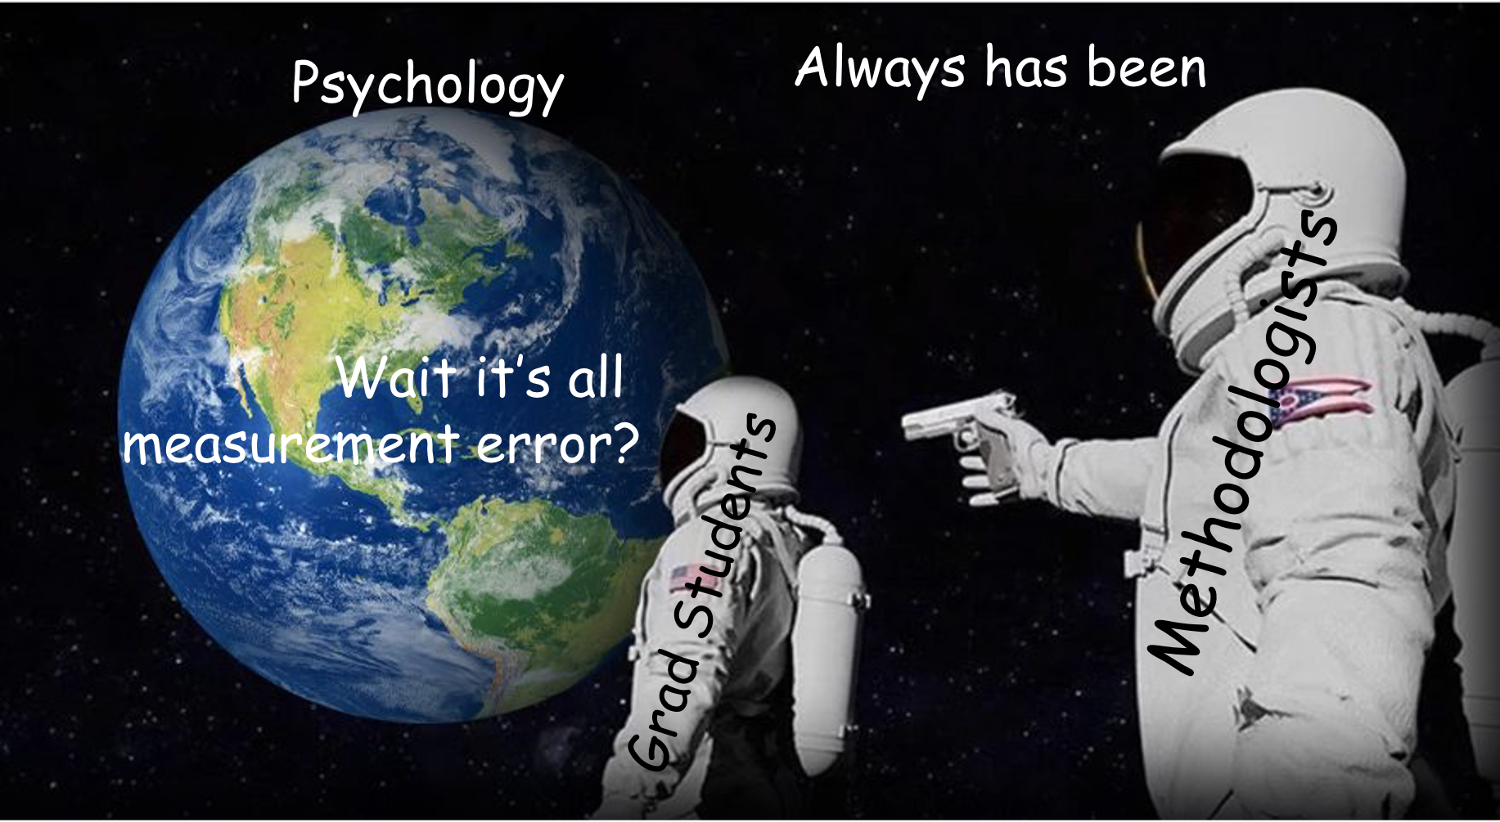 Psychology
Always has been
Wait it's all
measurement error?
Grad Students
Methodologists